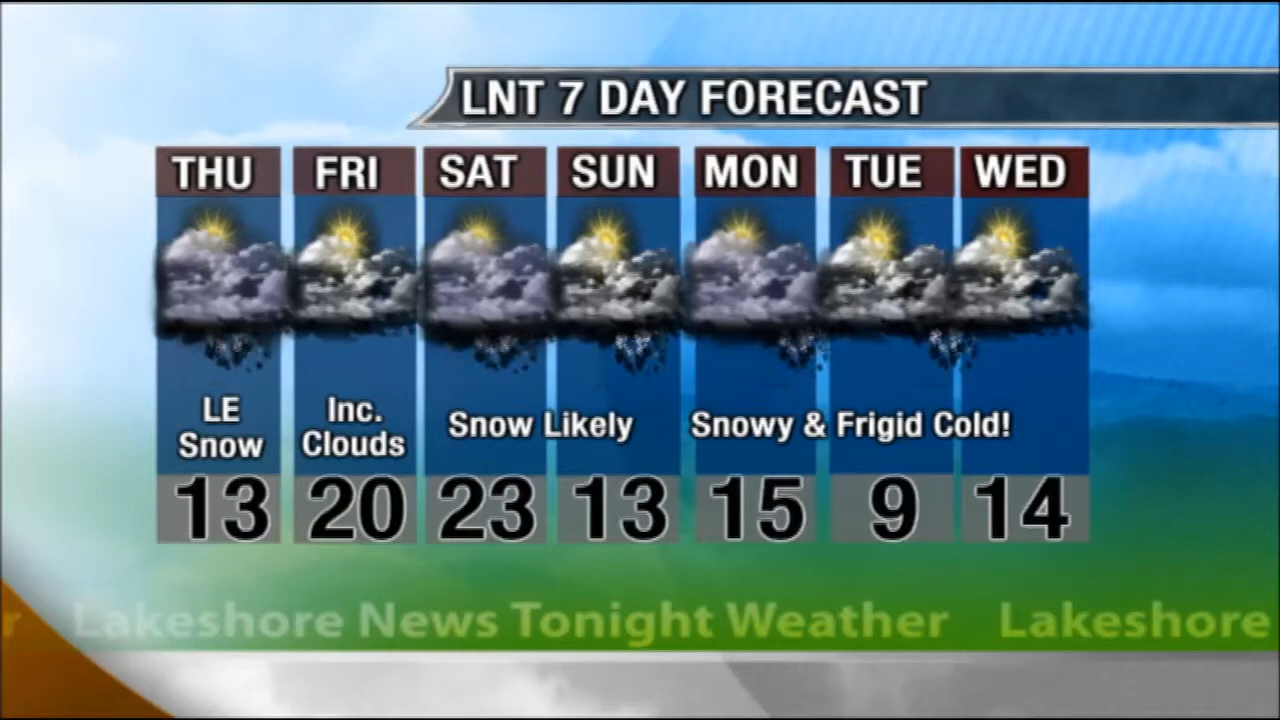 LNT 7 DAY FORECAST
THU FRI SAT SUN MON TUE WED
LE
Snow
Inc.
Clouds
Snow Likely
Snowy & Frigid Cold!
13 20 23 13 15 9 14
r Lakeshore News Tonight Weather Lakeshore